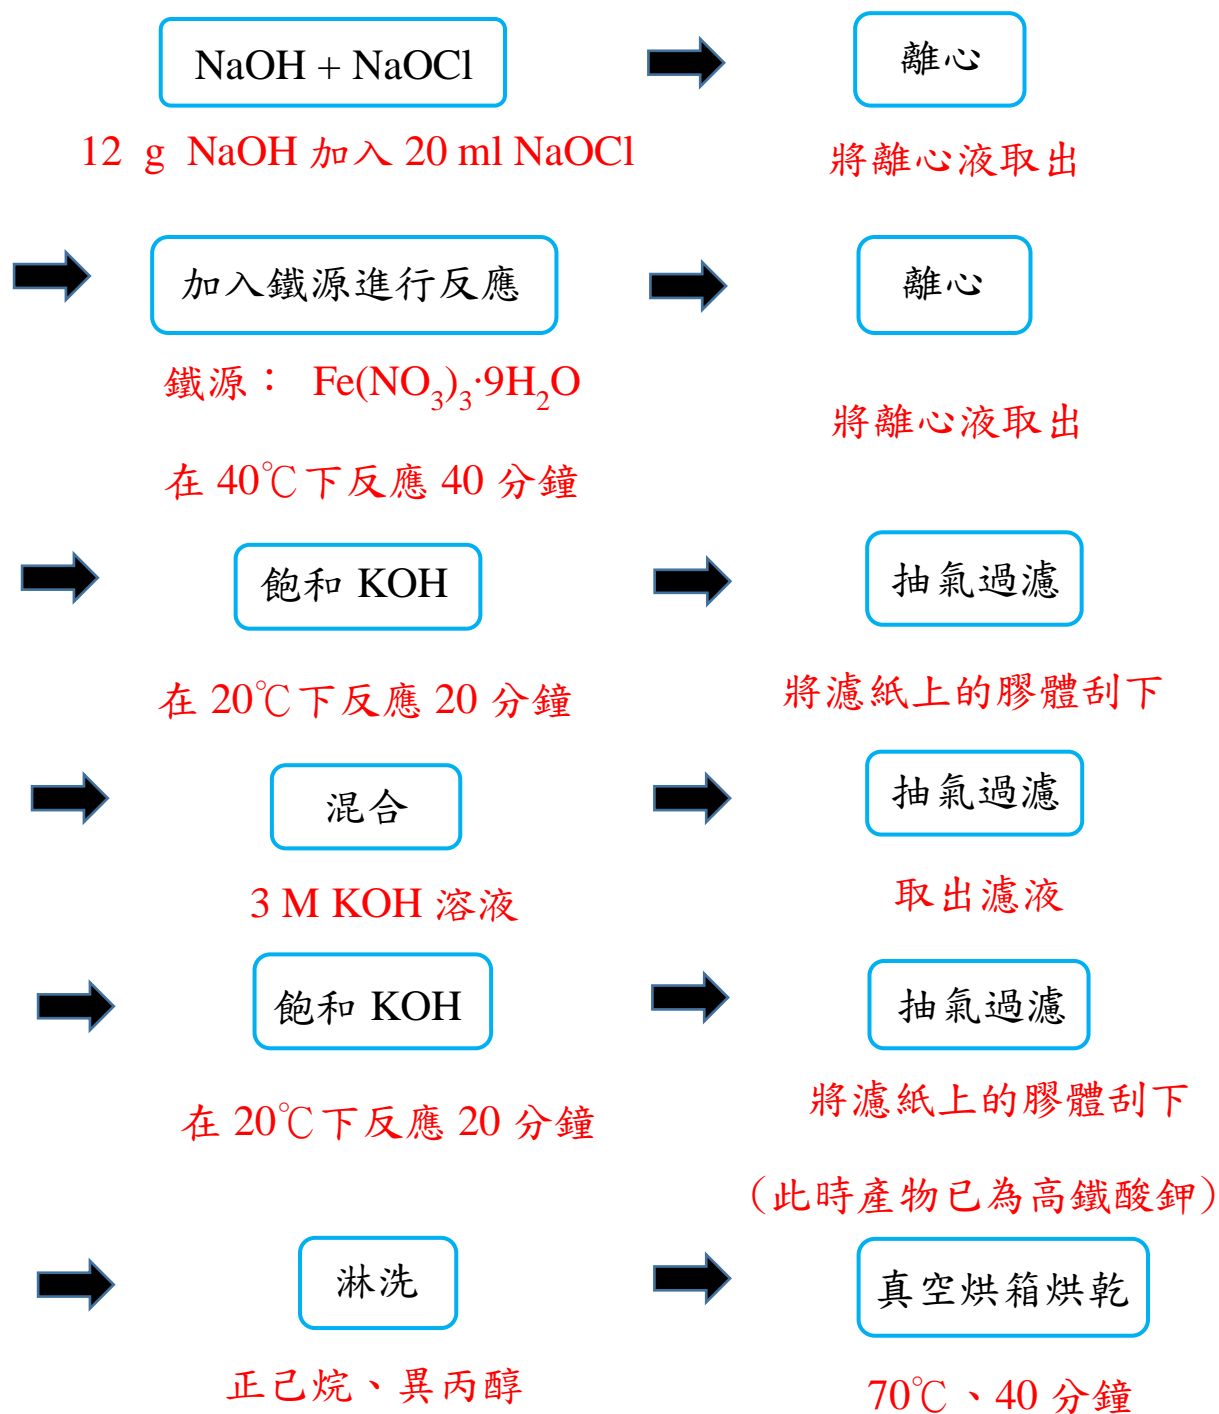 NaOH + NaOCl
離心
12 g NaOH 加入 20 ml NaOCl
將離心液取出
加入鐵源進行反應
離心
鐵源： Fe(NO₃)₃·9H₂O
將離心液取出
在 40℃下反應 40 分鐘
飽和 KOH
抽氣過濾
在 20℃下反應 20 分鐘
將濾紙上的膠體刮下
混合
抽氣過濾
3 M KOH 溶液
取出濾液
飽和 KOH
抽氣過濾
在 20℃下反應 20 分鐘
將濾紙上的膠體刮下
（此時產物已為高鐵酸鉀）
淋洗
真空烘箱烘乾
正己烷、異丙醇
70℃、40 分鐘